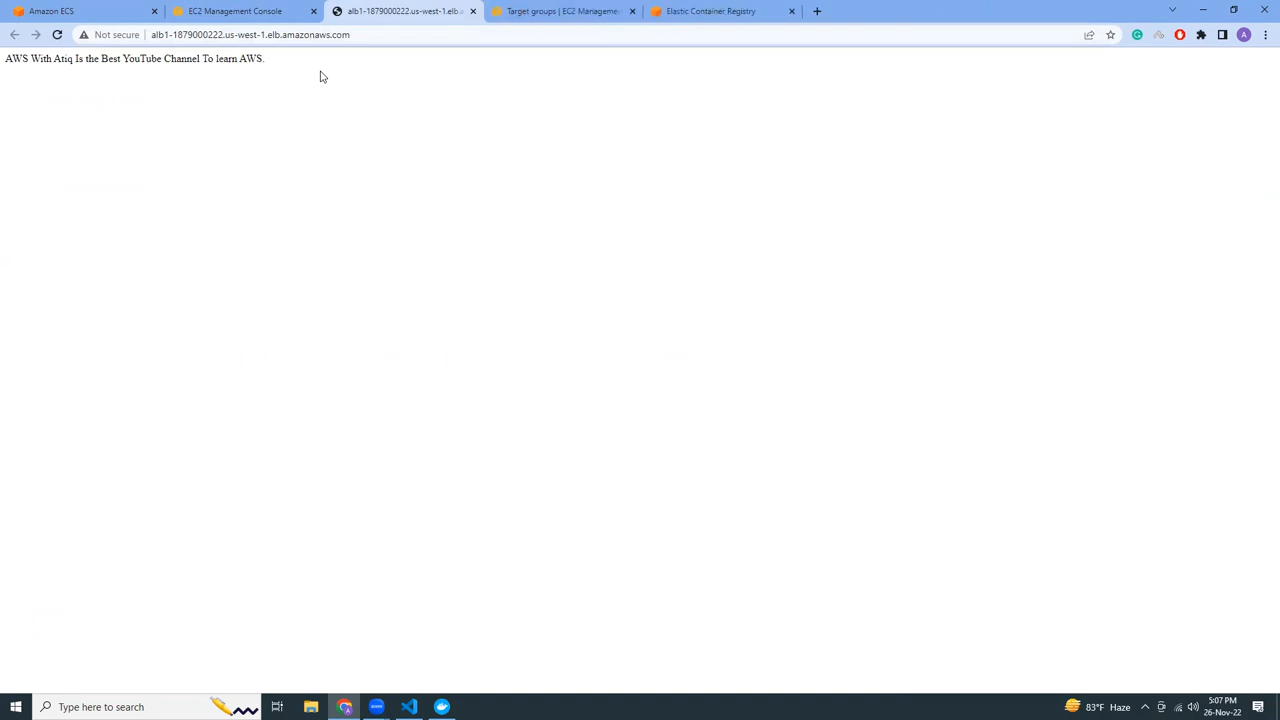 Amazon ECS
EC2 Management Console
alb1-1879000222.us-west-1.elb.a
Target groups | EC2 Manageme
Elastic Container Registry
Not secure
alb1-1879000222.us-west-1.elb.amazonaws.com
A
AWS With Atiq Is the Best YouTube Channel To learn AWS.
Type here to search
83°F Haze
5:07 PM
26-Nov-22